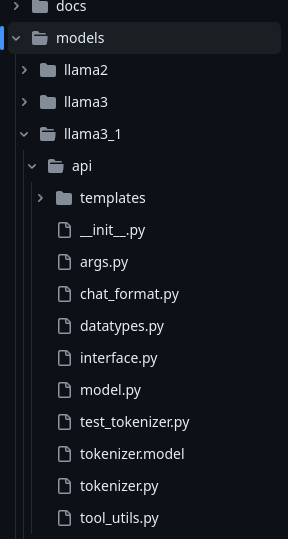 docs
models
llama2
llama3
llama3_1
api
templates
__init__.py
args.py
chat_format.py
datatypes.py
interface.py
model.py
test_tokenizer.py
tokenizer.model
tokenizer.py
tool_utils.py